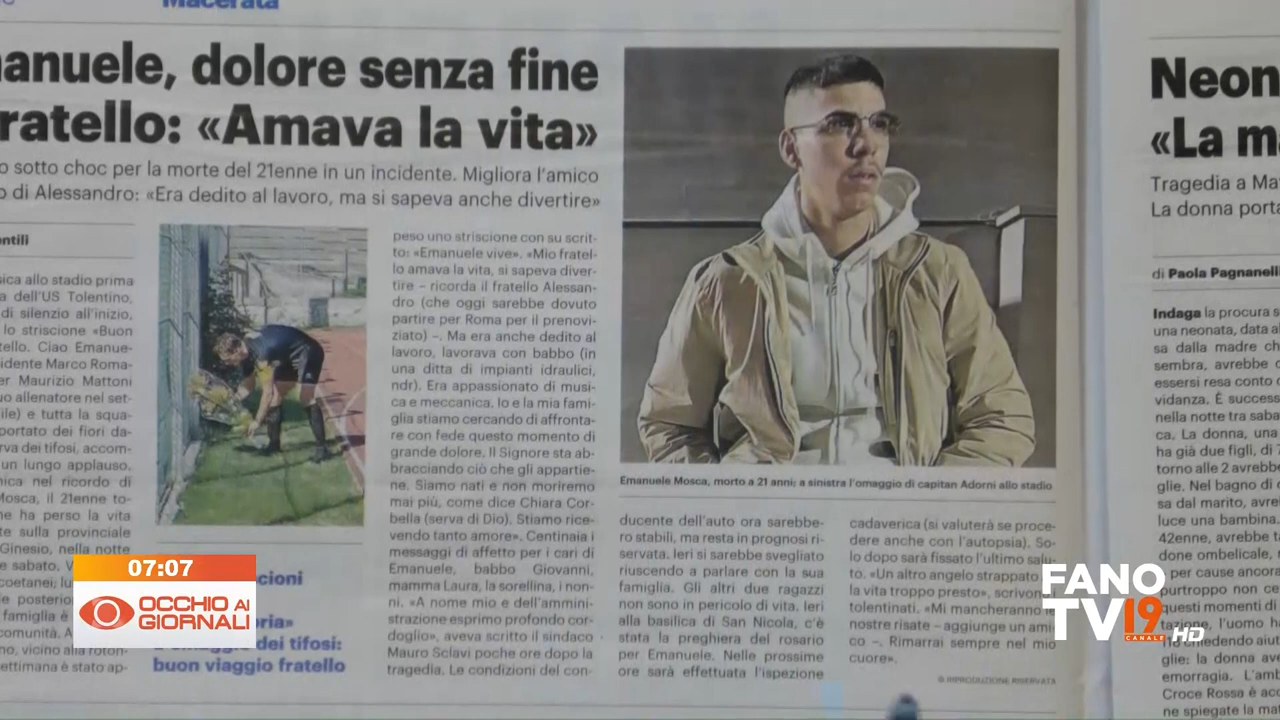 Macerata
anuele, dolore senza fine
ratello: «Amava la vita»
o sotto choc per la morte del 21enne in un incidente. Migliora l'amico
o di Alessandro: «Era dedito al lavoro, ma si sapeva anche divertire»
entili
sica allo stadio prima
a dell'US Tolentino,
di silenzio all'inizio,
lo striscione «Buon
tello. Ciao Emanue-
idente Marco Roma-
er Maurizio Mattoni
uo allenatore nel set-
ile) e tutta la squa-
portato dei fiori da-
rva dei tifosi, accom-
un lungo applauso,
nica nel ricordo di
Mosca, il 21enne to-
he ha perso la vita
te sulla provinciale
Ginesio, nella notte
e sabato. V
coetanei; lu
le posterio
famiglia è
comunità. A
no, vicino alla roton-
settimana è stato ap-
cioni
oria»
dei tifosi:
buon viaggio fratello
peso uno striscione con su scrit-
to: «Emanuele vive». «Mio fratel-
lo amava la vita, si sapeva diver-
tire – ricorda il fratello Alessan-
dro (che oggi sarebbe dovuto
partire per Roma per il prenovi-
ziato) –. Ma era anche dedito al
lavoro, lavorava con babbo (in
una ditta di impianti idraulici,
ndr). Era appassionato di musi-
ca e meccanica. Io e la mia fami-
glia stiamo cercando di affronta-
re con fede questo momento di
grande dolore. Il Signore sta ab-
bracciando ciò che gli appartie-
ne. Siamo nati e non moriremo
mai più, come dice Chiara Cor-
bella (serva di Dio). Stiamo rice-
vendo tanto amore». Centinaia i
messaggi di affetto per i cari di
Emanuele, babbo Giovanni,
mamma Laura, la sorellina, i non-
ni. «A nome mio e dell'ammini-
strazione esprimo profondo cor-
doglio», aveva scritto il sindaco
Mauro Sclavi poche ore dopo la
tragedia. Le condizioni del con-
Emanuele Mosca, morto a 21 anni; a sinistra l'omaggio di capitan Adorni allo stadio
ducente dell'auto ora sarebbe-
ro stabili, ma resta in prognosi ri-
servata. Ieri si sarebbe svegliato
riuscendo a parlare con la sua
famiglia. Gli altri due ragazzi
non sono in pericolo di vita. Ieri
alla basilica di San Nicola, c'è
stata la preghiera del rosario
per Emanuele. Nelle prossime
ore sarà effettuata l'ispezione
cadaverica (si valuterà se proce-
dere anche con l'autopsia). So-
lo dopo sarà fissato l'ultimo salu-
to. «Un altro angelo strappato
la vita troppo presto», scrivon
tolentinati. «Mi mancheranno le
nostre risate – aggiunge un ami
co –. Rimarrai sempre nel mio
cuore».
© RIPRODUZIONE RISERVATA
Neon
«La m
Tragedia a Ma
La donna porta
di Paola Pagnanelli
Indaga la procura s
una neonata, data a
sa dalla madre ch
sembra, avrebbe c
essersi resa conto d
vidanza. È success
nella notte tra saba
ca. La donna, una
ha già due figli, di
torno alle 2 avrebbe
glie. Nel bagno di c
sa dal marito, avre
luce una bambina.
42enne, avrebbe t
done ombelicale,
per cause ancora
purtroppo non ce
questi momenti di
tazione, l'uomo h
chiedendo aiu
glie: la donna ave
emorragia. L'amb
Croce Rossa è acc
ne spiegate la mat
07:07
OCCHIO AI
GIORNALI
FANO
TV19
CANALE
HD